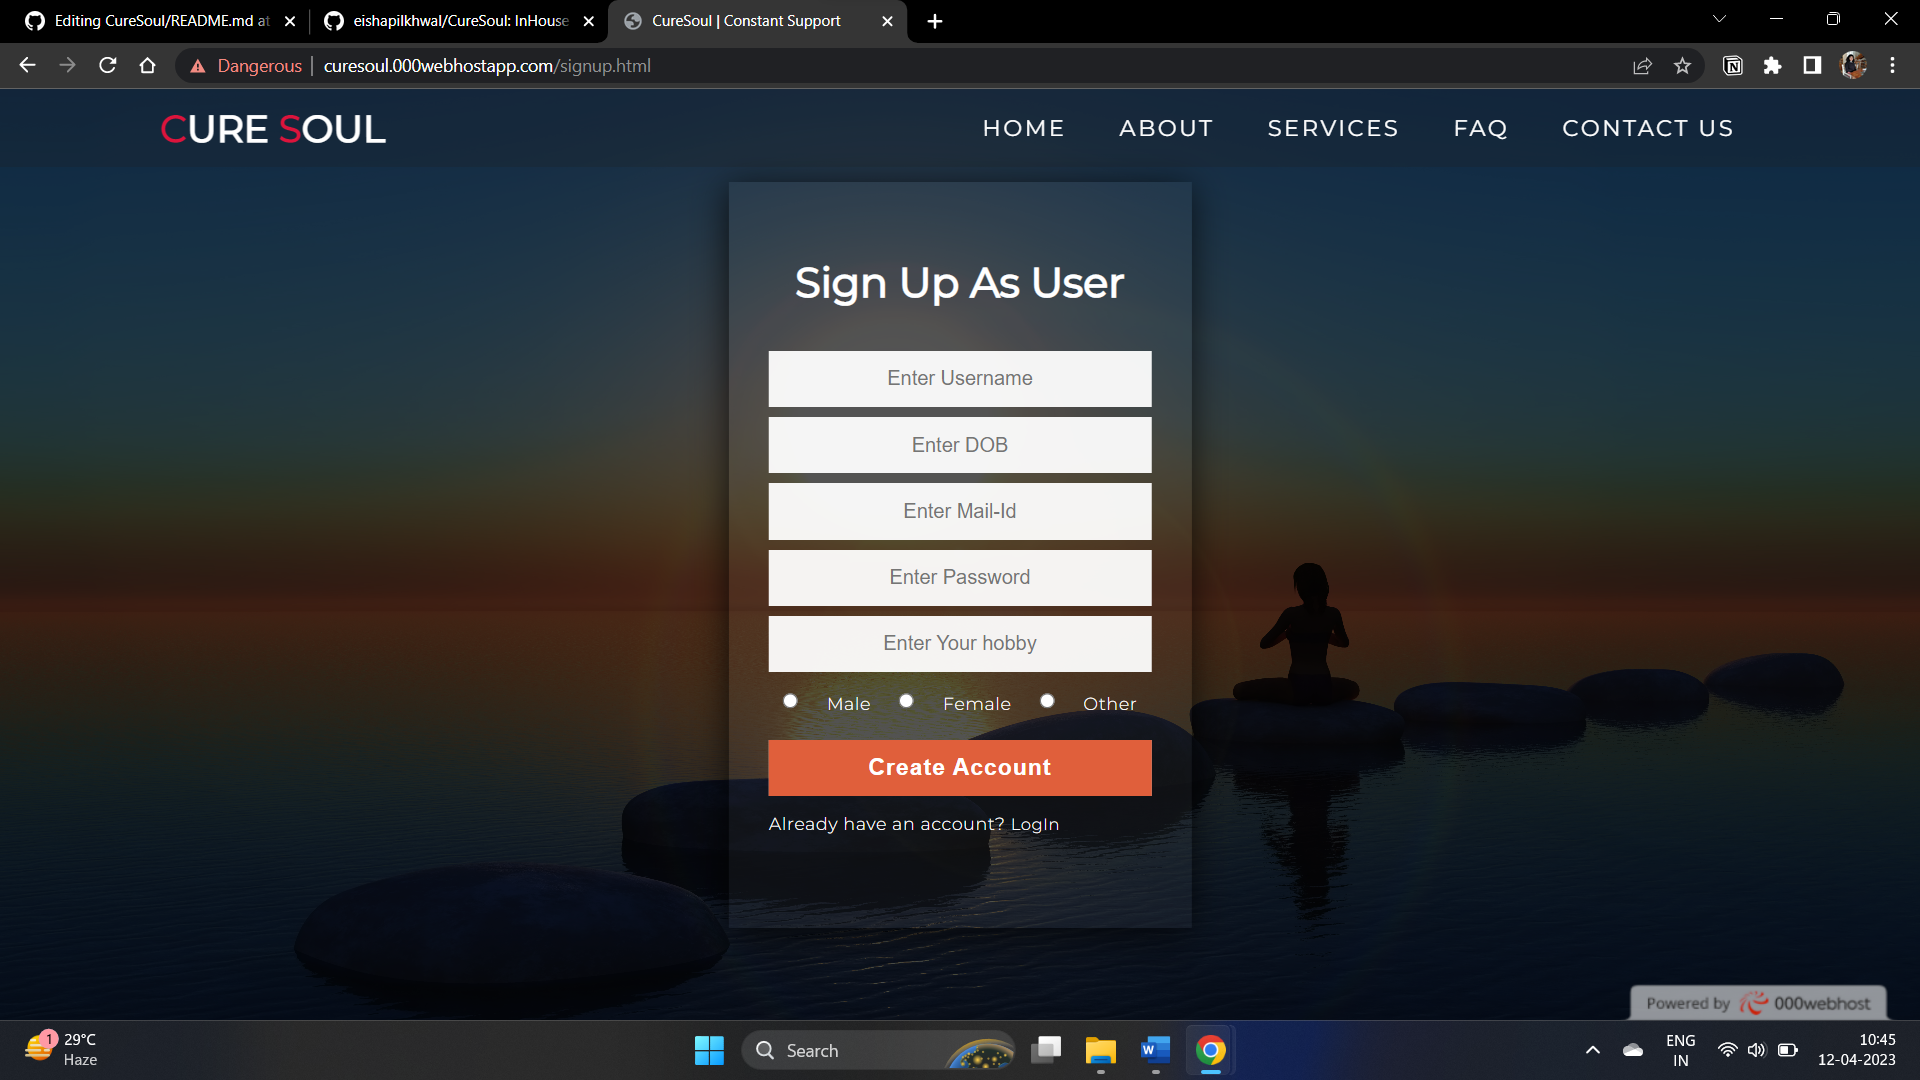 Editing CureSoul/README.md at
eishapilkhwal/CureSoul: InHouse
CureSoul | Constant Support
Dangerous
curesoul.000webhostapp.com/signup.html
CURE SOUL
HOME
ABOUT
SERVICES
FAQ
CONTACT US
Sign Up As User
Enter Username
Enter DOB
Enter Mail-Id
Enter Password
Enter Your hobby
Male
Female
Other
Create Account
Already have an account? LogIn
Powered by 000webhost
1
29°C
Haze
Search
W
ENG
IN
10:45
12-04-2023